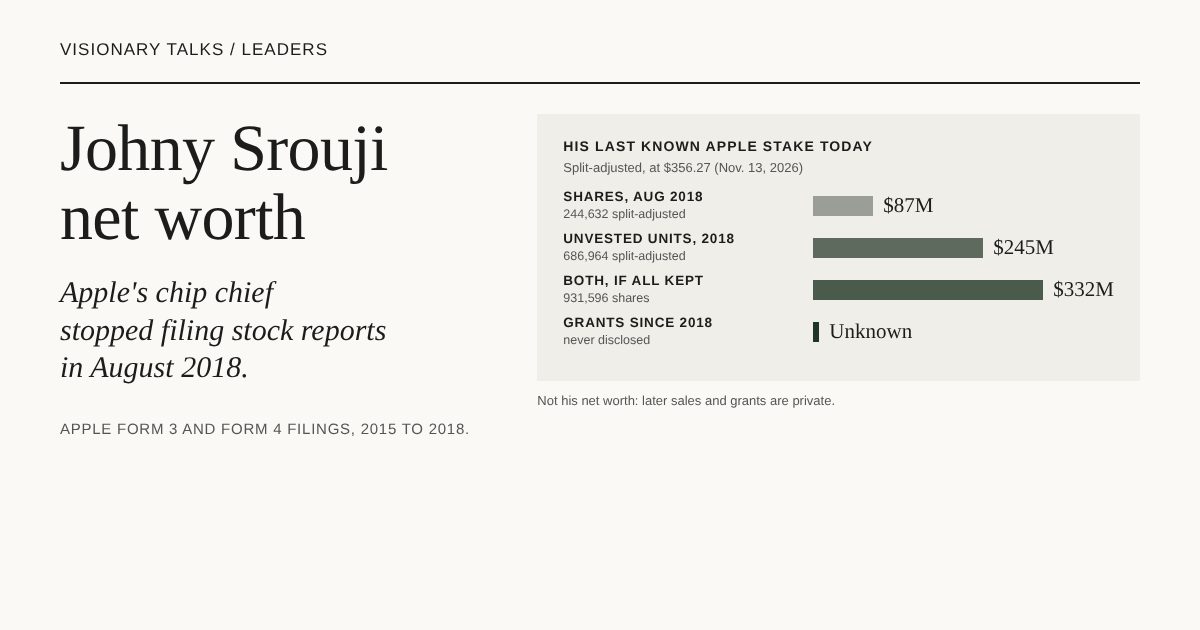 VISIONARY TALKS / LEADERS
Johny Srouji
net worth
Apple's chip chief
stopped filing stock reports
in August 2018.
APPLE FORM 3 AND FORM 4 FILINGS, 2015 TO 2018.
HIS LAST KNOWN APPLE STAKE TODAY
Split-adjusted, at $356.27 (Nov. 13, 2026)
SHARES, AUG 2018
244,632 split-adjusted
$87M
UNVESTED UNITS, 2018
686,964 split-adjusted
$245M
BOTH, IF ALL KEPT
931,596 shares
$332M
GRANTS SINCE 2018
never disclosed
Unknown
Not his net worth: later sales and grants are private.